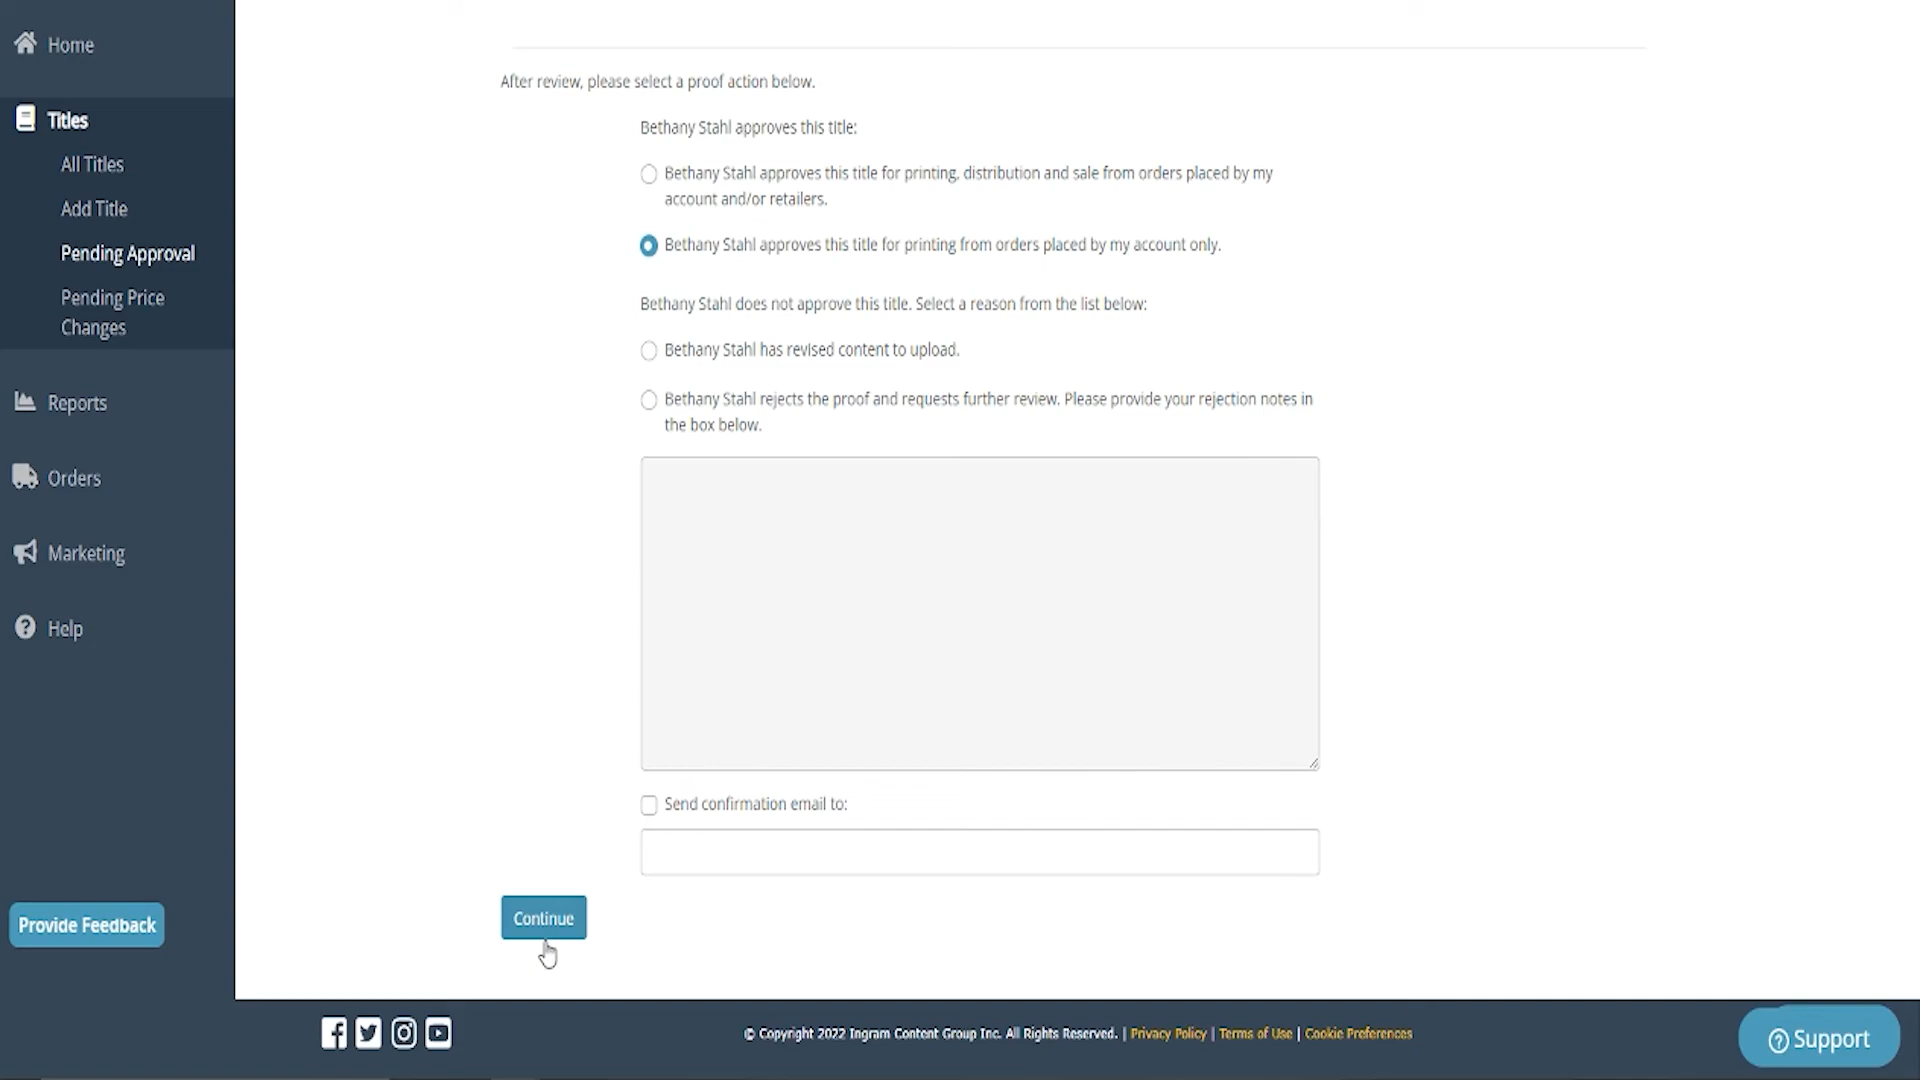 Home
Titles
All Titles
Add Title
Pending Approval
Pending Price
Changes
Reports
Orders
Marketing
Help
Provide Feedback
After review, please select a proof action below.
Bethany Stahl approves this title:
Bethany Stahl approves this title for printing, distribution and sale from orders placed by my
account and/or retailers.
Bethany Stahl approves this title for printing from orders placed by my account only.
Bethany Stahl does not approve this title. Select a reason from the list below:
Bethany Stahl has revised content to upload.
Bethany Stahl rejects the proof and requests further review. Please provide your rejection notes in
the box below.
Send confirmation email to:
Continue
© Copyright 2022 Ingram Content Group Inc. All Rights Reserved. | Privacy Policy | Terms of Use | Cookie Preferences
Support